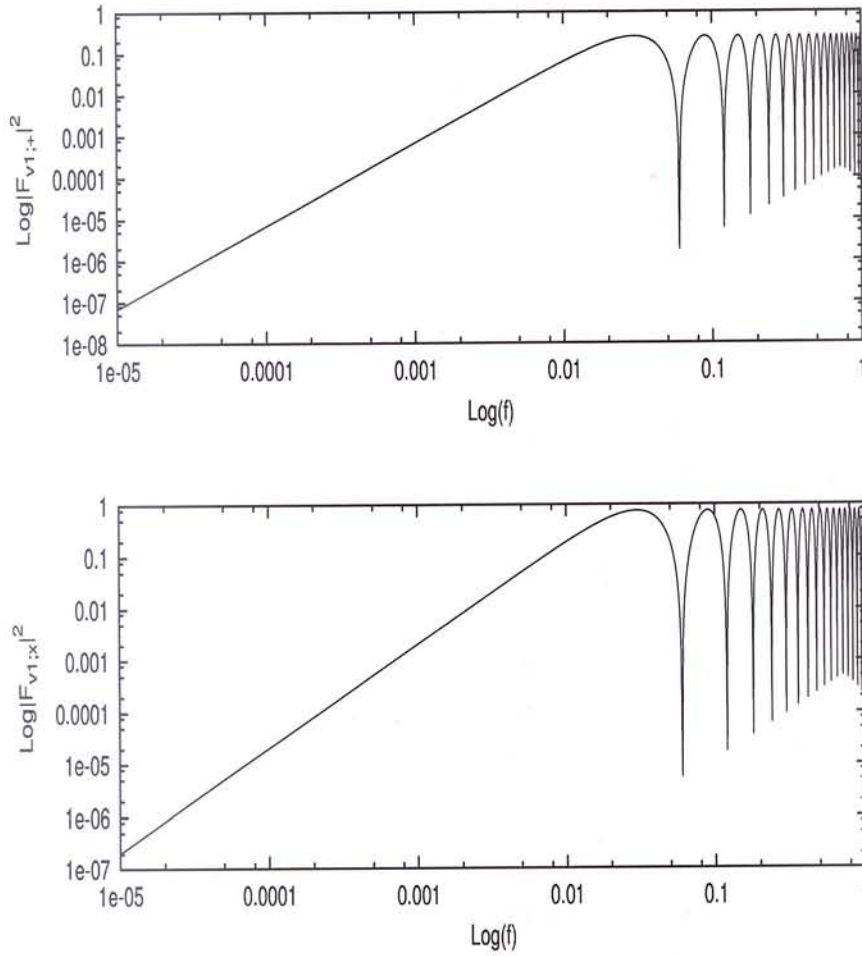 1
0.1
0.01
0.001
0.0001
1e-05
1e-06
1e-07
1e-08
Log|F_{v1;+}|^2
1e-05 0.0001 0.001 0.01 0.1 1
Log(f)
1
0.1
0.01
0.001
0.0001
1e-05
1e-06
1e-07
Log|F_{v1;x}|^2
1e-05 0.0001 0.001 0.01 0.1
Log(f)